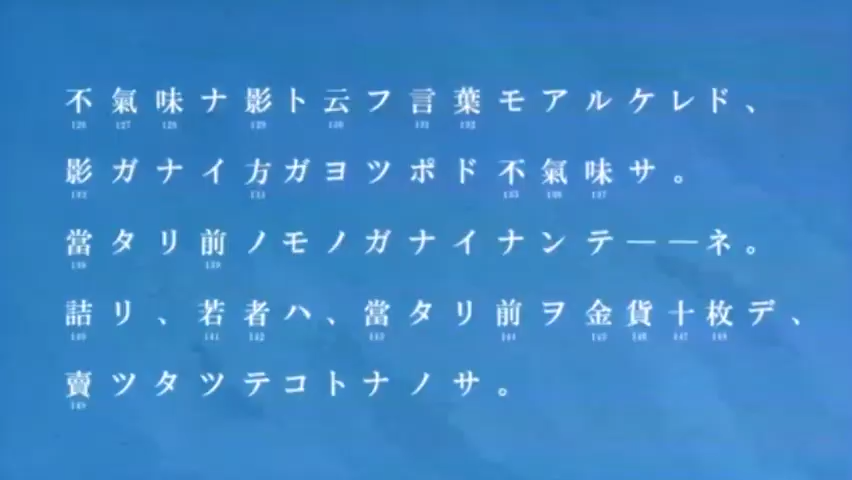 不氣味ナ影ト云フ言葉モアルケレド、
影ガナイ方ガヨツポド不氣味サ。
當タリ前ノモノガナイナンテ――ネ。
詰リ、若者ハ、當タリ前ヲ金貨十枚デ、
賣ツタツテコトナノサ。